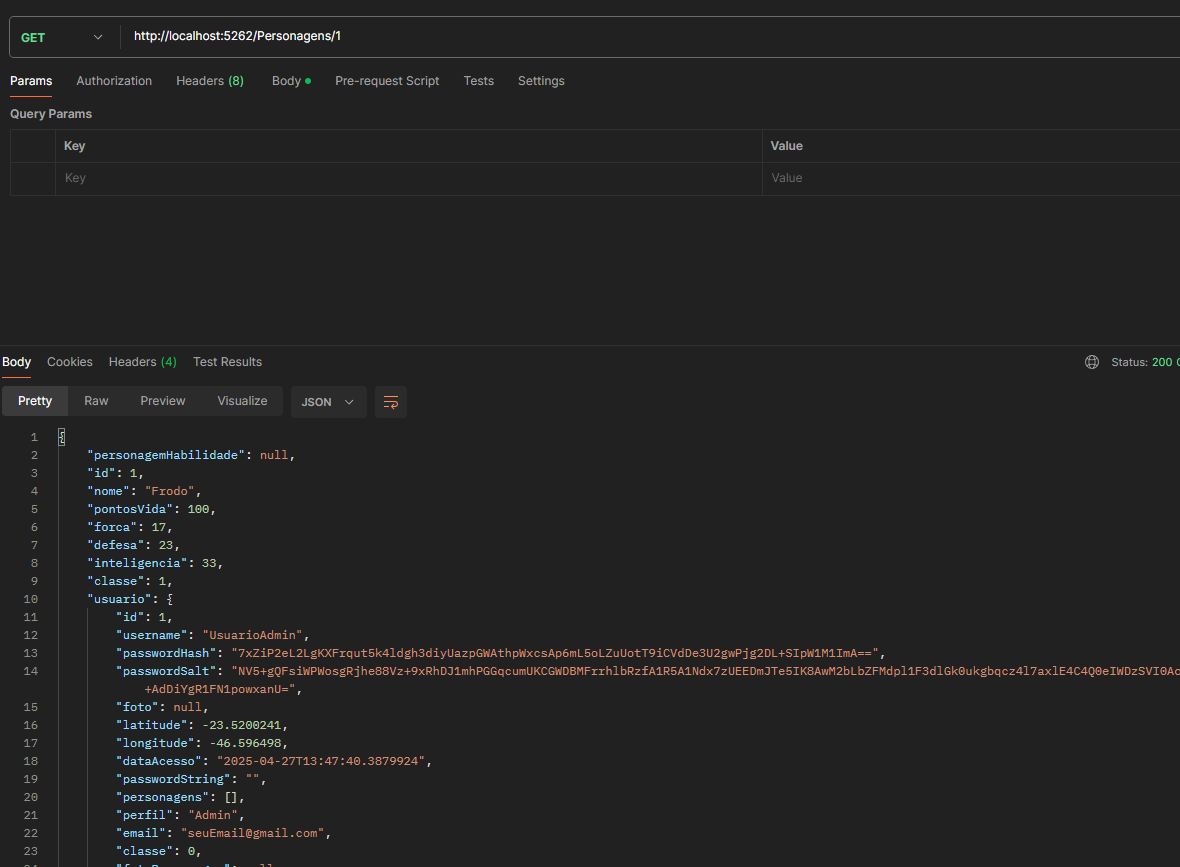 GET http://localhost:5262/Personagens/1
Params Authorization Headers (8) Body Pre-request Script Tests Settings
Query Params
Key Value
Key Value
Body Cookies Headers (4) Test Results Status: 200
Pretty Raw Preview Visualize JSON
1 {
2 "personagemHabilidade": null,
3 "id": 1,
4 "nome": "Frodo",
5 "pontosVida": 100,
6 "forca": 17,
7 "defesa": 23,
8 "inteligencia": 33,
9 "classe": 1,
10 "usuario": {
11 "id": 1,
12 "username": "UsuarioAdmin",
13 "passwordHash": "7xZiP2eL2LgKXFrqut5k4ldgh3diyUazpGWAthpWxcsAp6mL5oLZuUotT9iCVdDe3U2gwPjg2DL+SIpW1M1ImA==",
14 "passwordSalt": "NV5+gQFsiWPWosgRjhe88Vz+9xRhDJ1mhPGGqcumUKCGWDBMFrrhlbRzfA1R5A1Ndx7zUEEDmJTe5IK8AwM2bLbZFMdpl1F3dlGk0ukgbqcz4l7axlE4C4Q0eIWDzSVI0Ac
+AdDiYgR1FN1powxanU=",
15 "foto": null,
16 "latitude": -23.5200241,
17 "longitude": -46.596498,
18 "dataAcesso": "2025-04-27T13:47:40.3879924",
19 "passwordString": "",
20 "personagens": [],
21 "perfil": "Admin",
22 "email": "seuEmail@gmail.com",
23 "classe": 0,